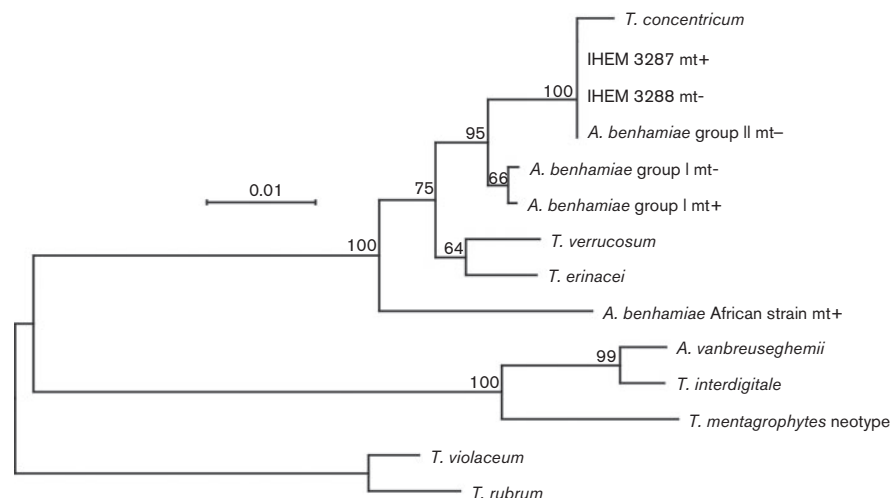 T. concentricum
IHEM 3287 mt+
100
IHEM 3288 mt-
A. benhamiae group II mt–
95
A. benhamiae group I mt-
66
0.01
75
A. benhamiae group I mt+
T. verrucosum
100
64
T. erinacei
A. benhamiae African strain mt+
A. vanbreuseghemii
99
100
T. interdigitale
T. mentagrophytes neotype
T. violaceum
T. rubrum